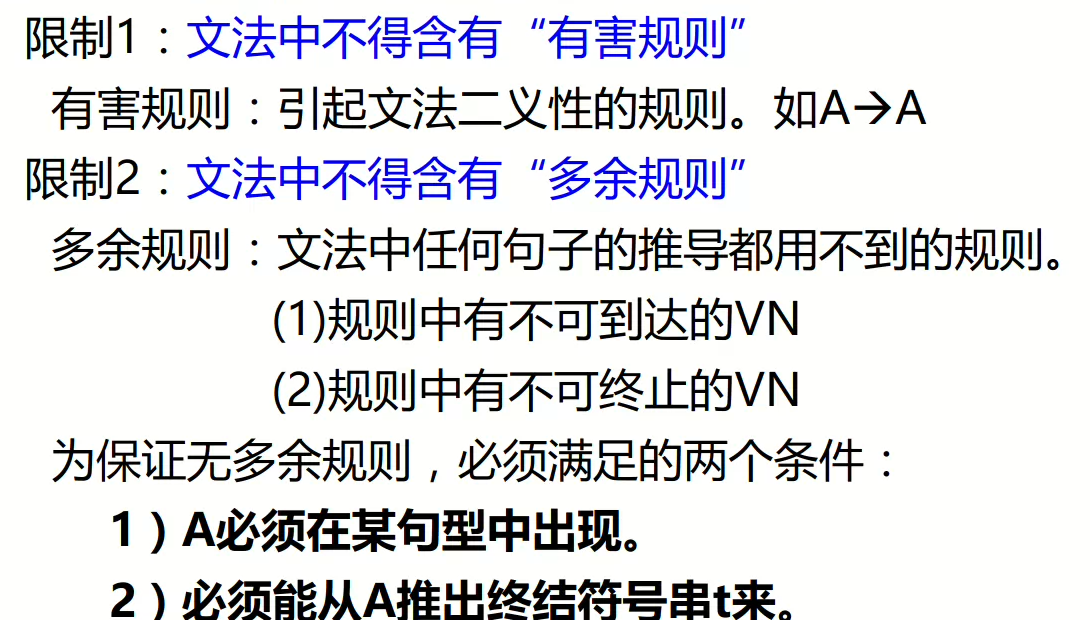 限制1：文法中不得含有“有害规则”
有害规则：引起文法二义性的规则。如A→A
限制2：文法中不得含有“多余规则”
多余规则：文法中任何句子的推导都用不到的规则。
(1)规则中有不可到达的VN
(2)规则中有不可终止的VN
为保证无多余规则，必须满足的两个条件：
1）A必须在某句型中出现。
2）必须能从A推出终结符号串t来。